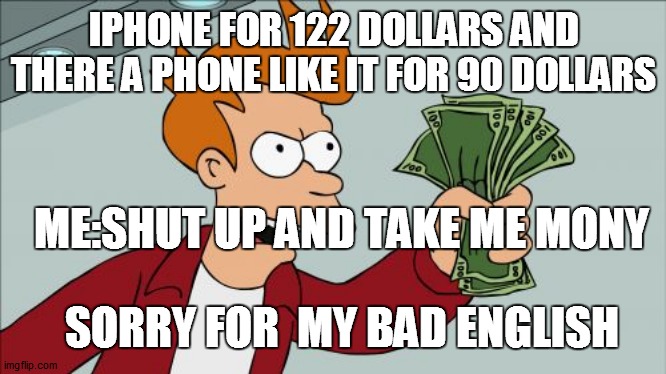 IPHONE FOR 122 DOLLARS AND
THERE A PHONE LIKE IT FOR 90 DOLLARS
ME:SHUT UP AND TAKE ME MONY
SORRY FOR  MY BAD ENGLISH
imgflip.com